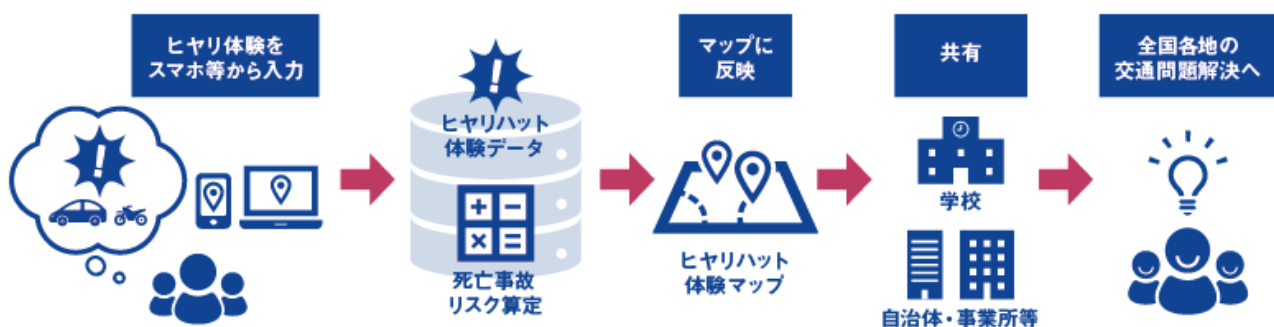 ヒヤリ体験を
スマホ等から入力
!
!
ヒヤリハット
体験データ
+ −
× =
死亡事故
リスク算定
マップに
反映
ヒヤリハット
体験マップ
共有
学校
自治体・事業所等
全国各地の
交通問題解決へ